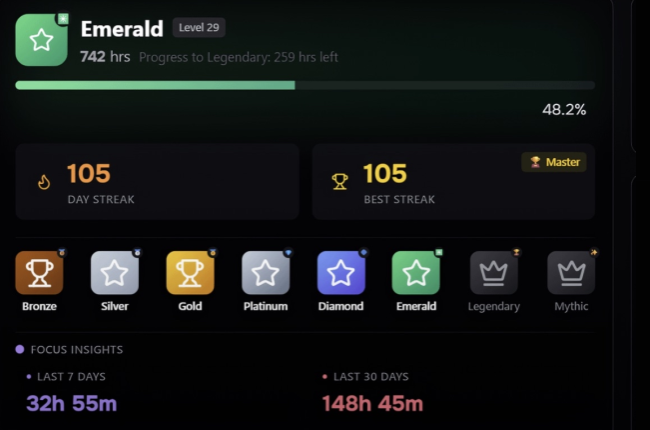 Emerald Level 29
742 hrs Progress to Legendary: 259 hrs left
48.2%
105
DAY STREAK
105
BEST STREAK
Master
Bronze Silver Gold Platinum Diamond Emerald Legendary Mythic
FOCUS INSIGHTS
LAST 7 DAYS
32h 55m
LAST 30 DAYS
148h 45m